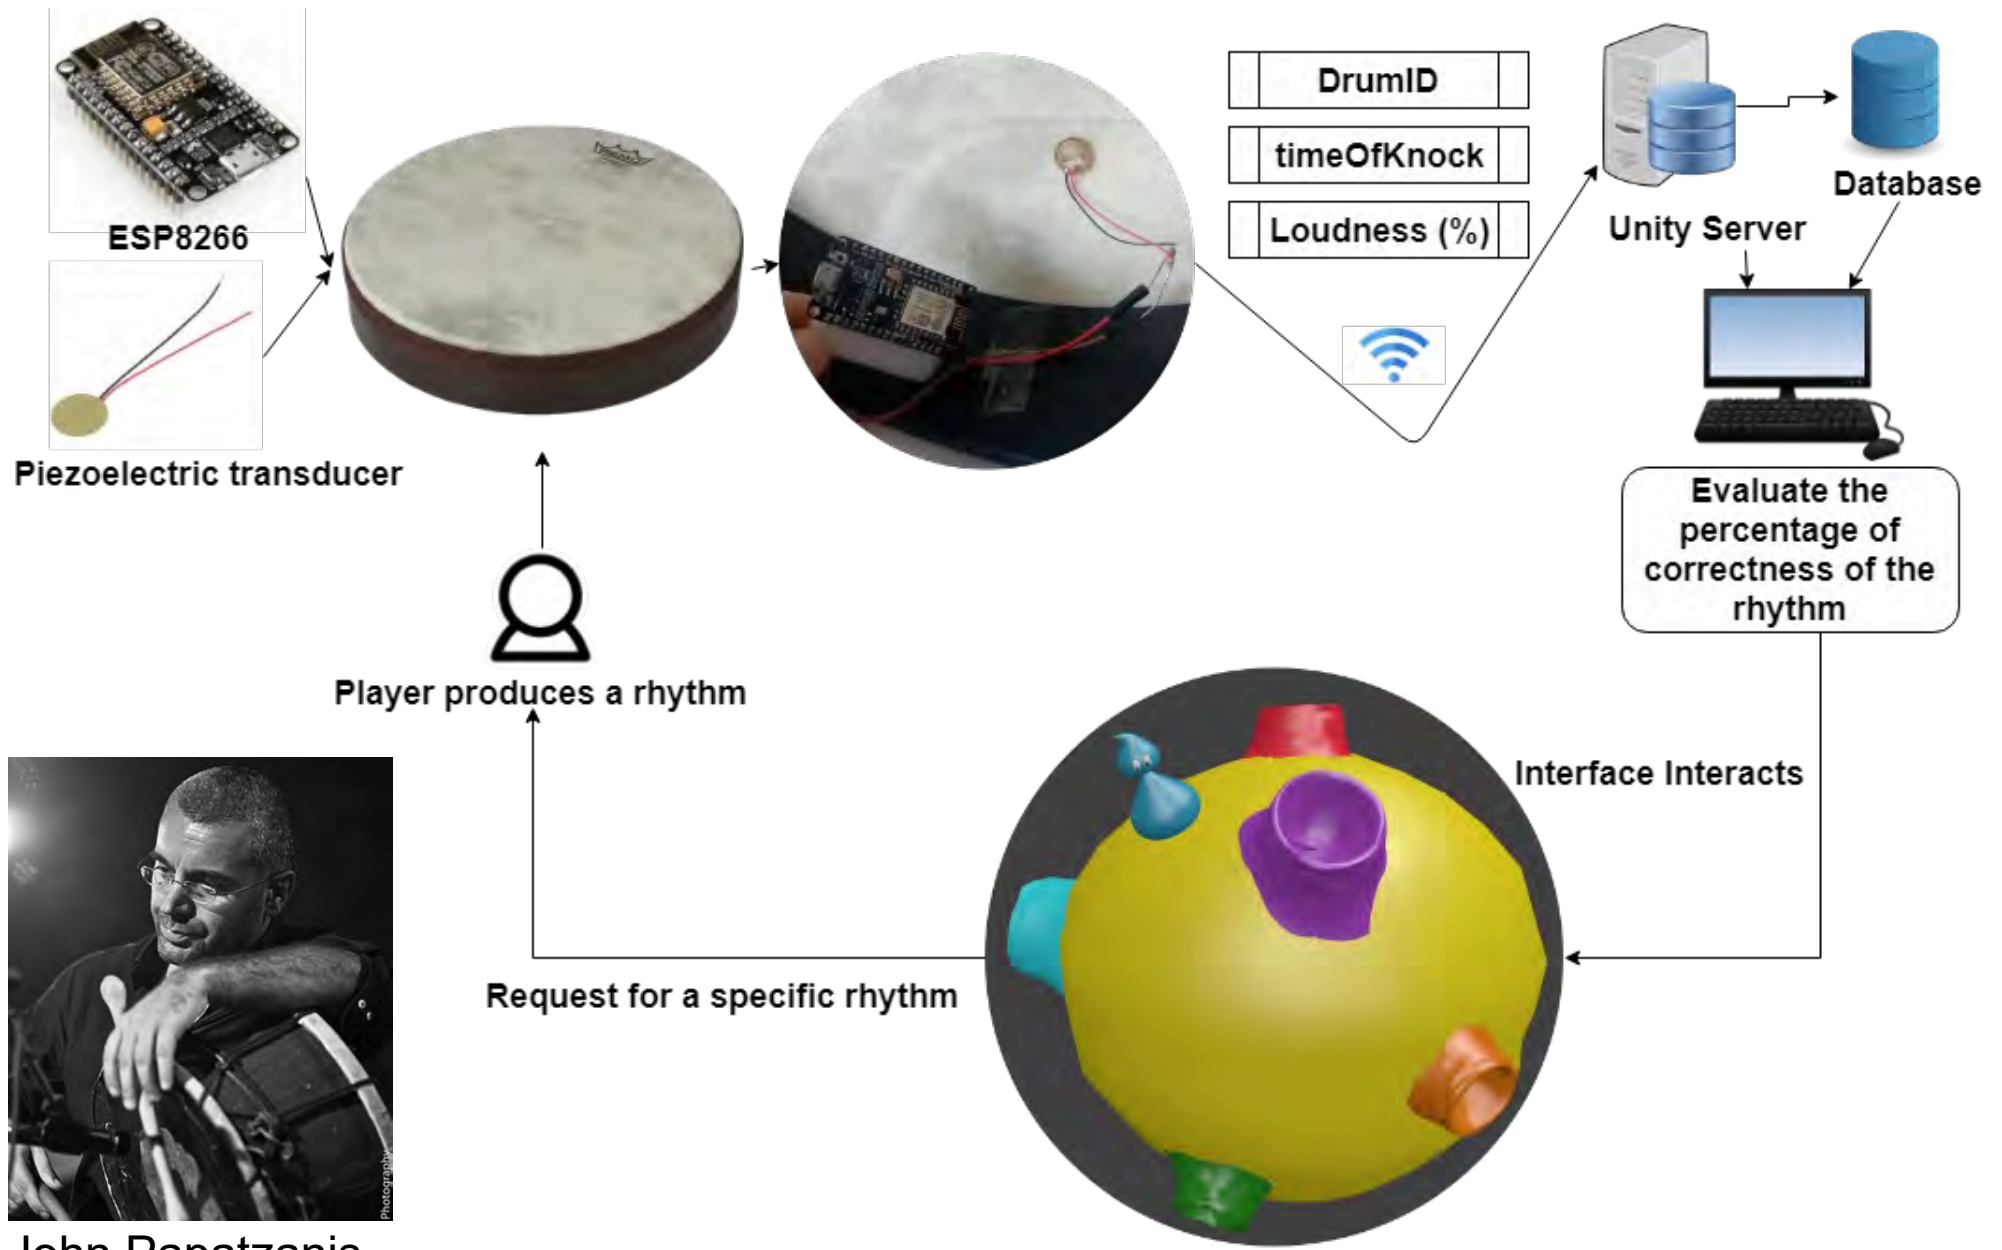 ESP8266
Piezoelectric transducer
DrumID
timeOfKnock
Loudness (%)
Unity Server
Database
Evaluate the
percentage of
correctness of the
rhythm
Interface Interacts
Player produces a rhythm
Request for a specific rhythm
Photography